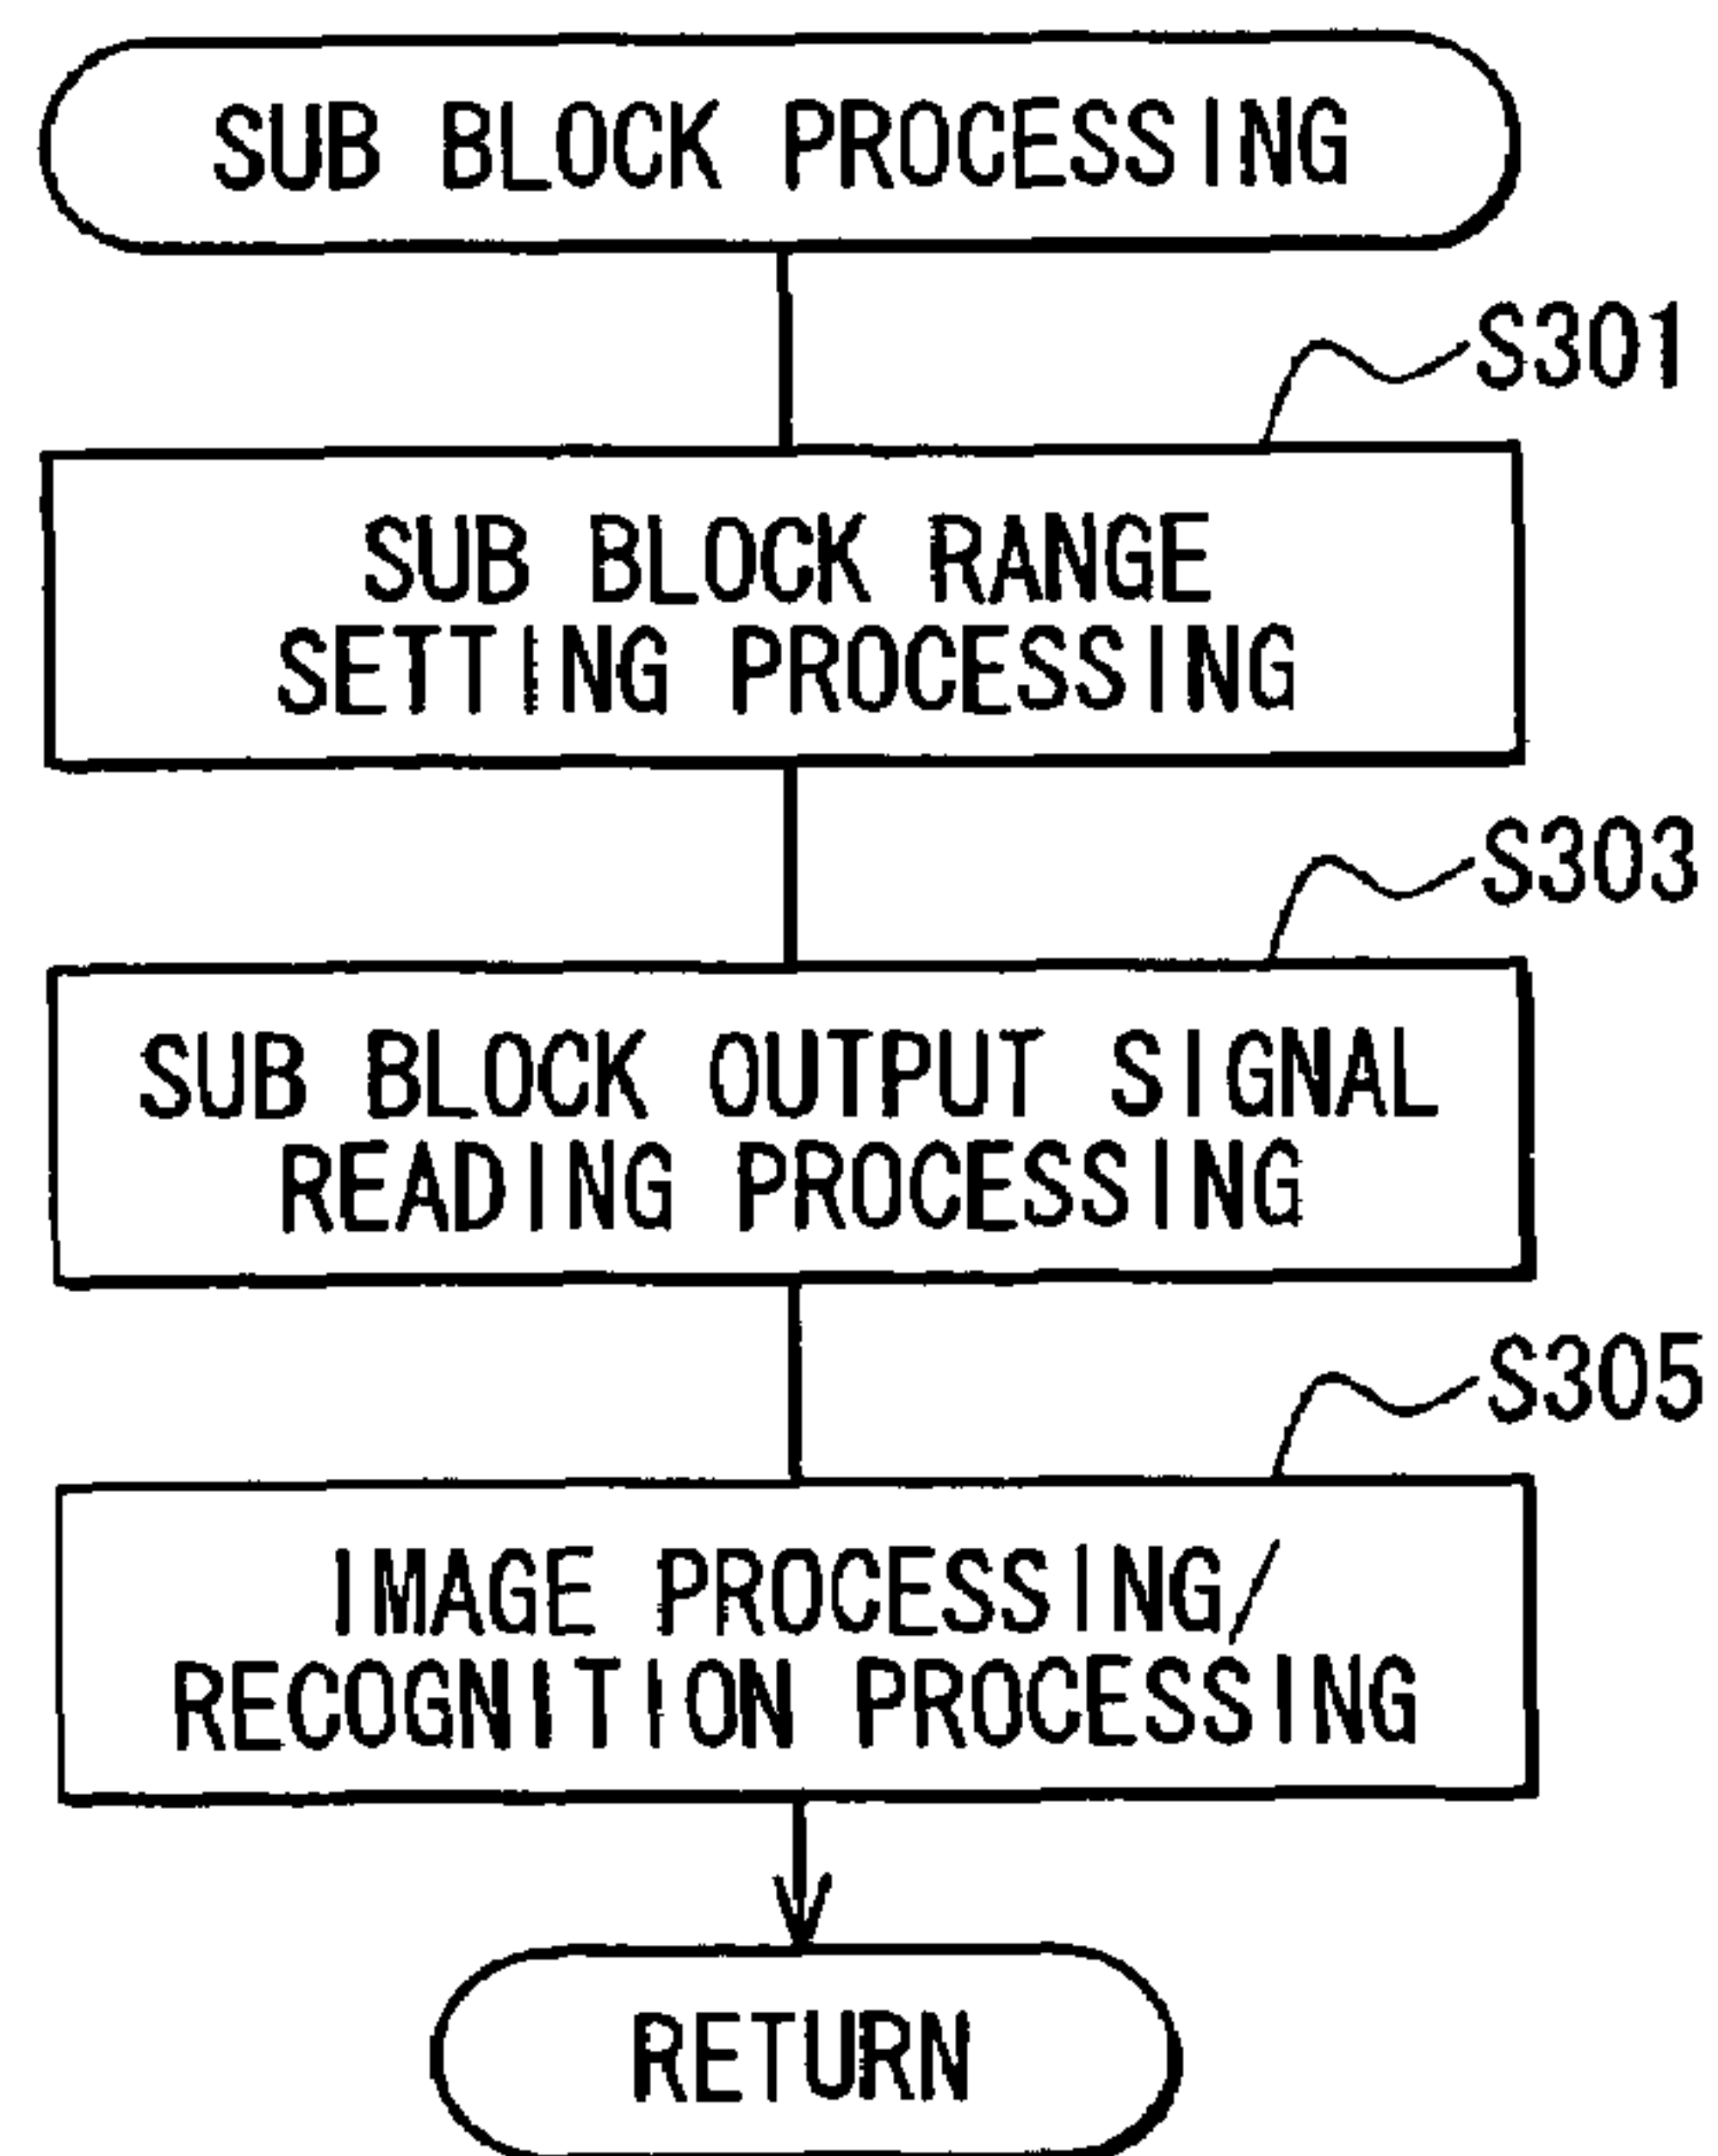 SUB BLOCK PROCESSING
S301
SUB BLOCK RANGE
SETTING PROCESSING
S303
SUB BLOCK OUTPUT SIGNAL
READING PROCESSING
S305
IMAGE PROCESSING/
RECOGNITION PROCESSING
RETURN